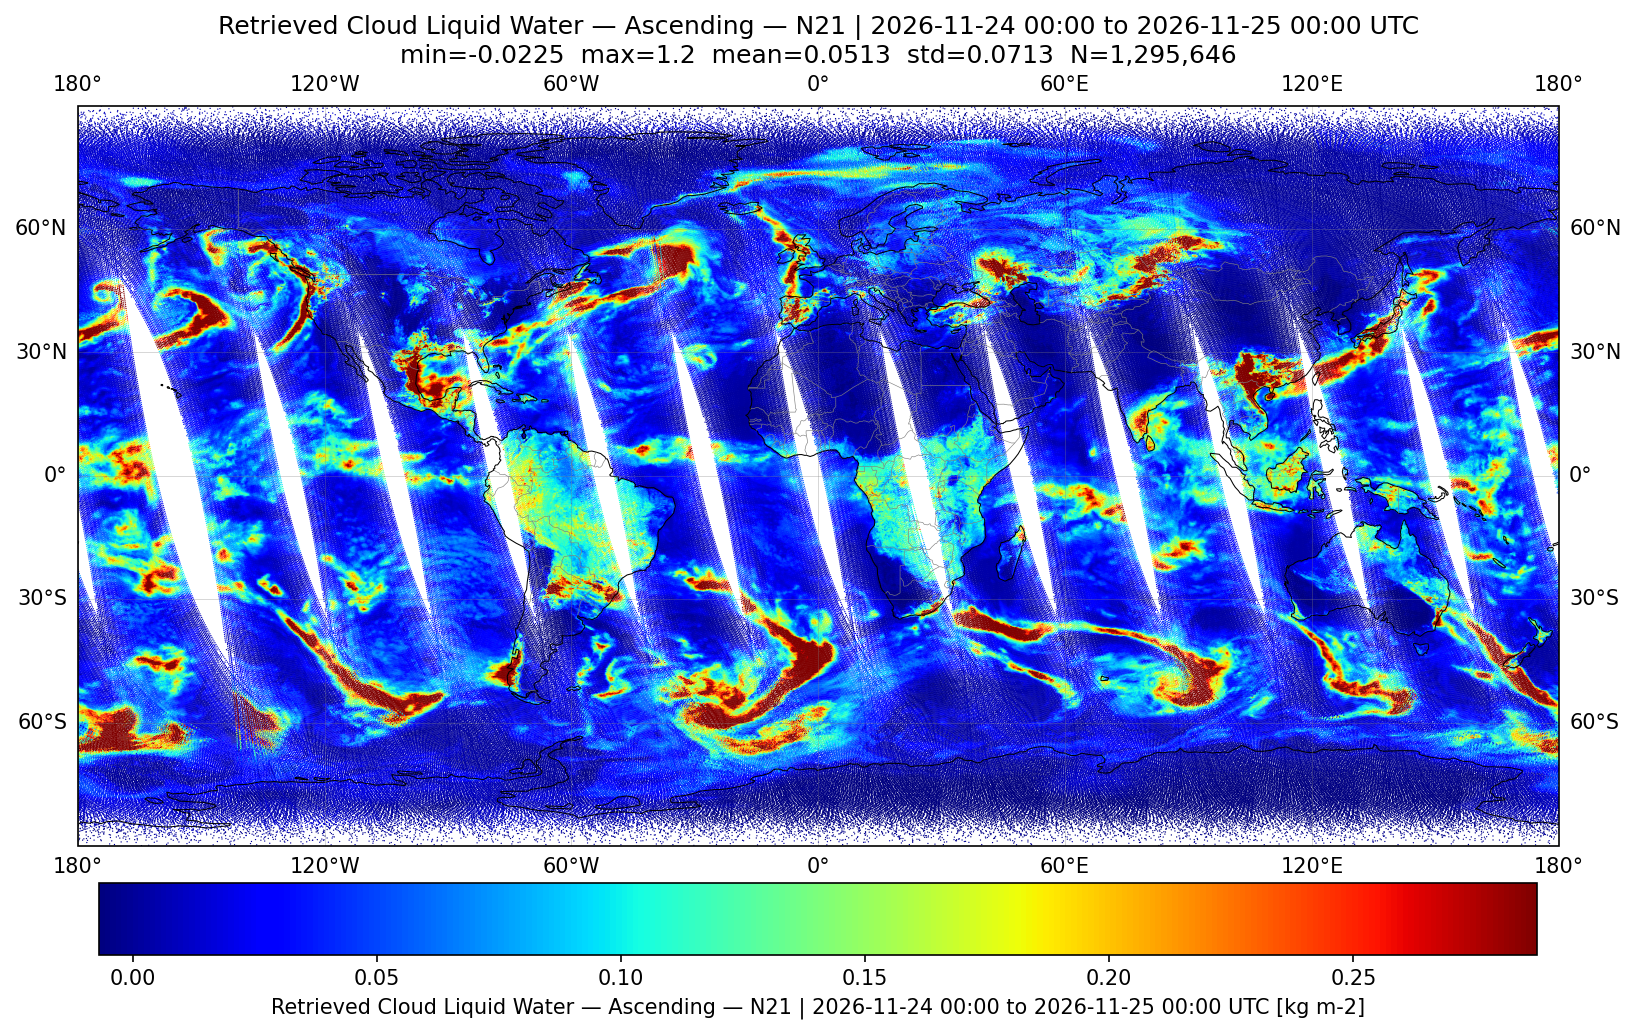 Retrieved Cloud Liquid Water — Ascending — N21 | 2026-11-24 00:00 to 2026-11-25 00:00 UTC
min=-0.0225 max=1.2 mean=0.0513 std=0.0713 N=1,295,646
180° 120°W 60°W 0° 60°E 120°E 180°
60°N 60°N
30°N 30°N
0° 0°
30°S 30°S
60°S 60°S
180° 120°W 60°W 0° 60°E 120°E 180°
0.00 0.05 0.10 0.15 0.20 0.25
Retrieved Cloud Liquid Water — Ascending — N21 | 2026-11-24 00:00 to 2026-11-25 00:00 UTC [kg m-2]